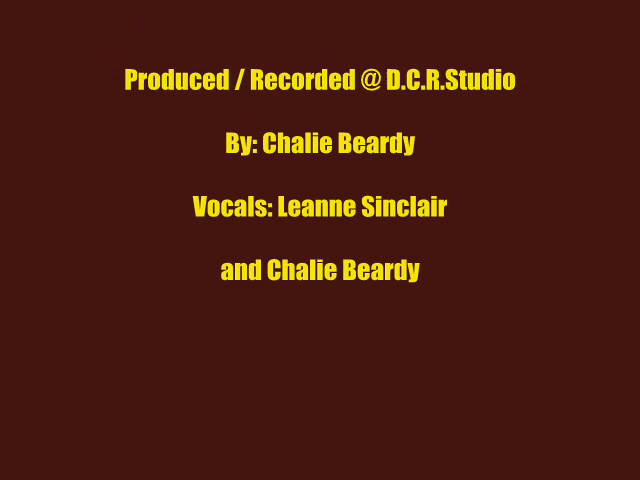 Produced / Recorded @ D.C.R.Studio
By: Chalie Beardy
Vocals: Leanne Sinclair
and Chalie Beardy